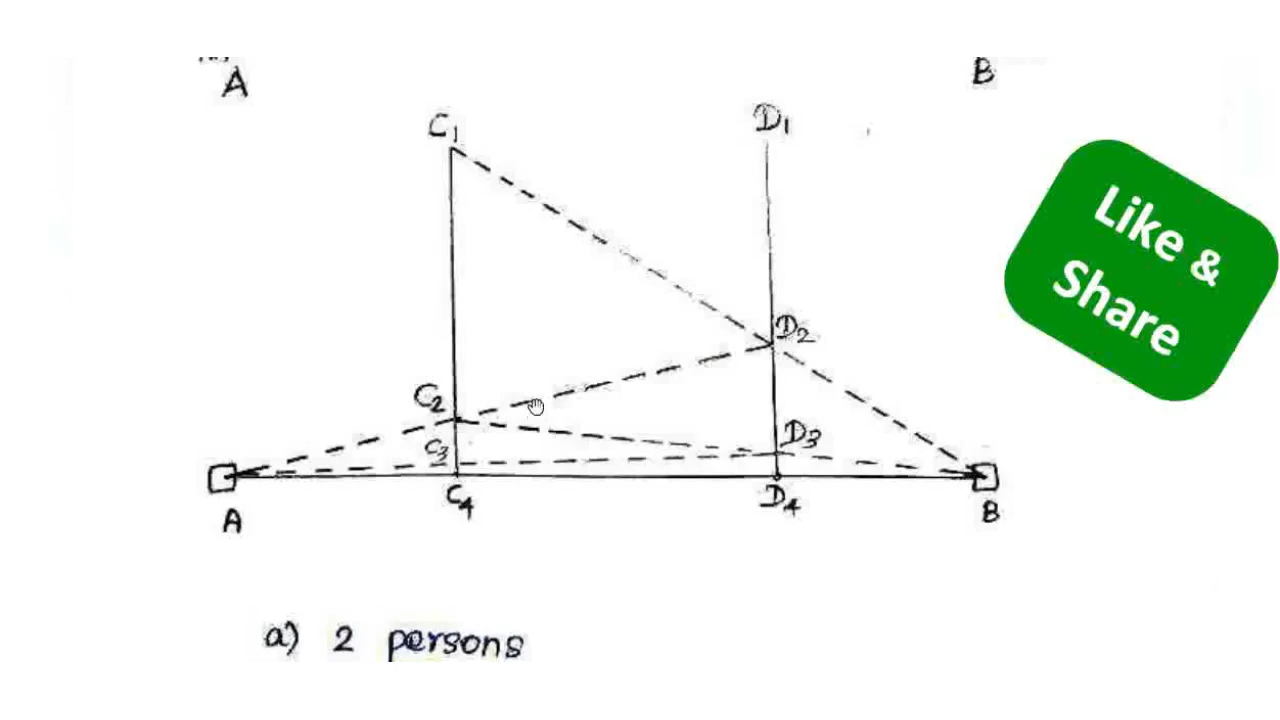 A B
C1 D1
Like &
Share
D2
C2
C3 D3
C4 D4
A B
a) 2 persons